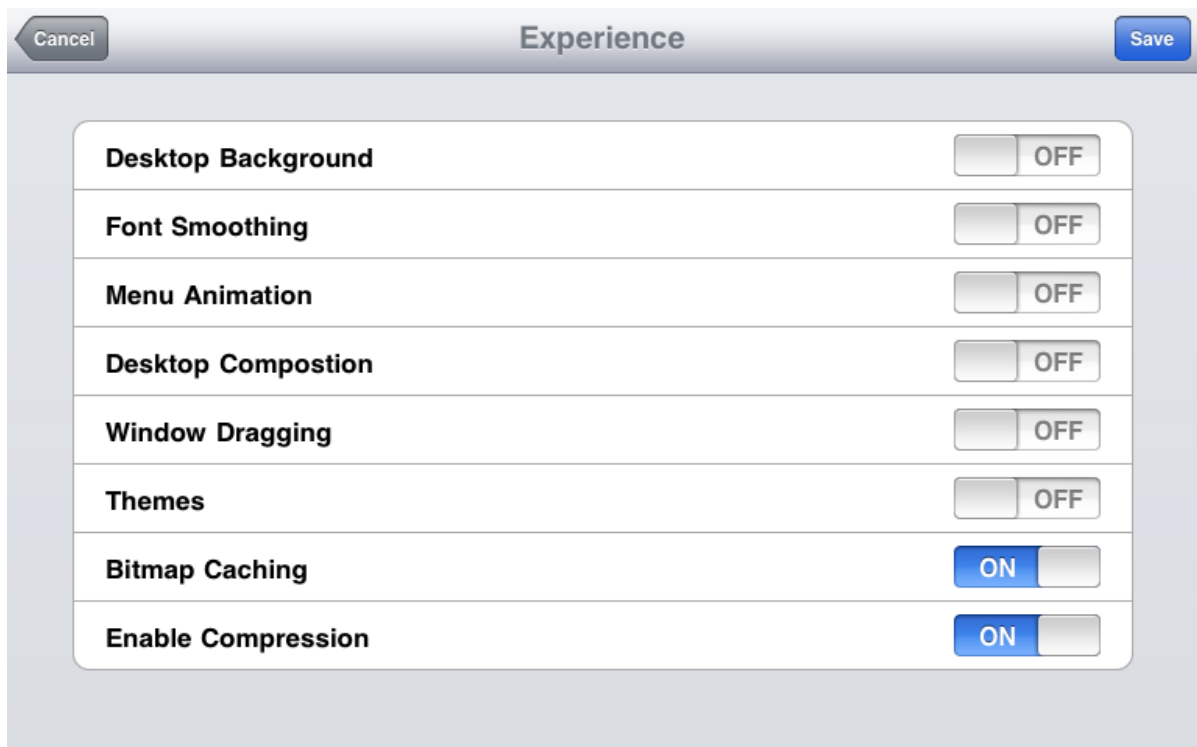 Cancel Experience Save
Desktop Background OFF
Font Smoothing OFF
Menu Animation OFF
Desktop Compostion OFF
Window Dragging OFF
Themes OFF
Bitmap Caching ON
Enable Compression ON